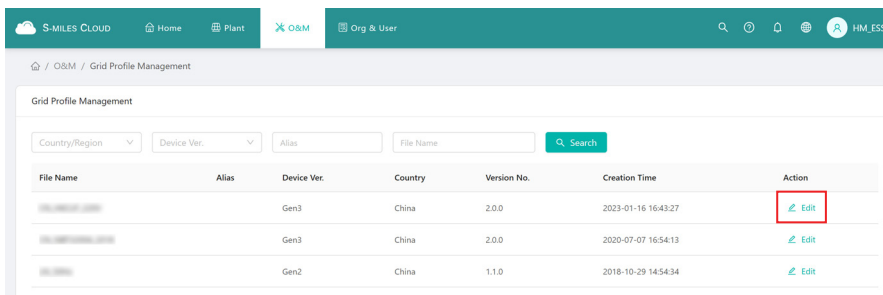 S-MILES CLOUD Home Plant O&M Org & User HM_ESS
/ O&M / Grid Profile Management
Grid Profile Management
Country/Region Device Ver. Alias File Name Search
File Name Alias Device Ver. Country Version No. Creation Time Action
Gen3 China 2.0.0 2023-01-16 16:43:27 Edit
Gen3 China 2.0.0 2020-07-07 16:54:13 Edit
Gen2 China 1.1.0 2018-10-29 14:54:34 Edit